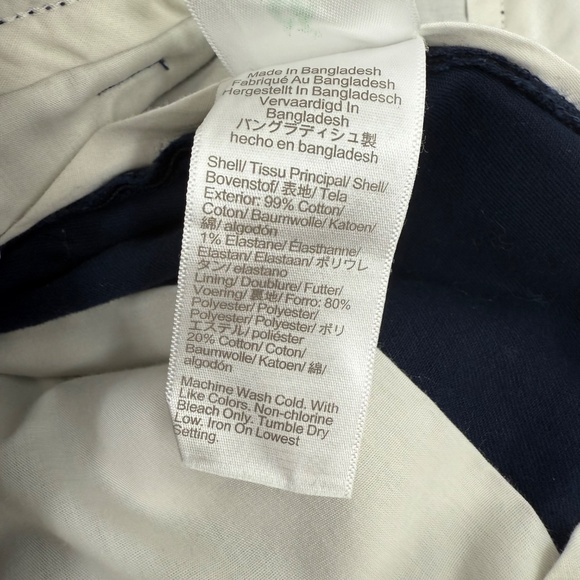 Made In Bangladesh
Fabriqué Au Bangladesh
Hergestellt In Bangladesch
Vervaardigd In
Bangladesh
バングラディシュ製
hecho en bangladesh
Shell/ Tissu Principal/ Shell/
Bovenstof/ 表地/ Tela
Exterior: 99% Cotton/
Coton/ Baumwolle/ Katoen/
綿/ algodón
1% Elastane/ Élasthanne/
Elastan/ Elastaan/ ポリウレ
タン/ elastano
Lining/ Doublure/ Futter/
Voering/ 裏地/ Forro: 80%
Polyester/ Polyester/
Polyester/ Polyester/ ポリ
エステル/ poliéster
20% Cotton/ Coton/
Baumwolle/ Katoen/ 綿/
algodón
Machine Wash Cold. With
Like Colors. Non-chlorine
Bleach Only. Tumble Dry
Low. Iron On Lowest
Setting.